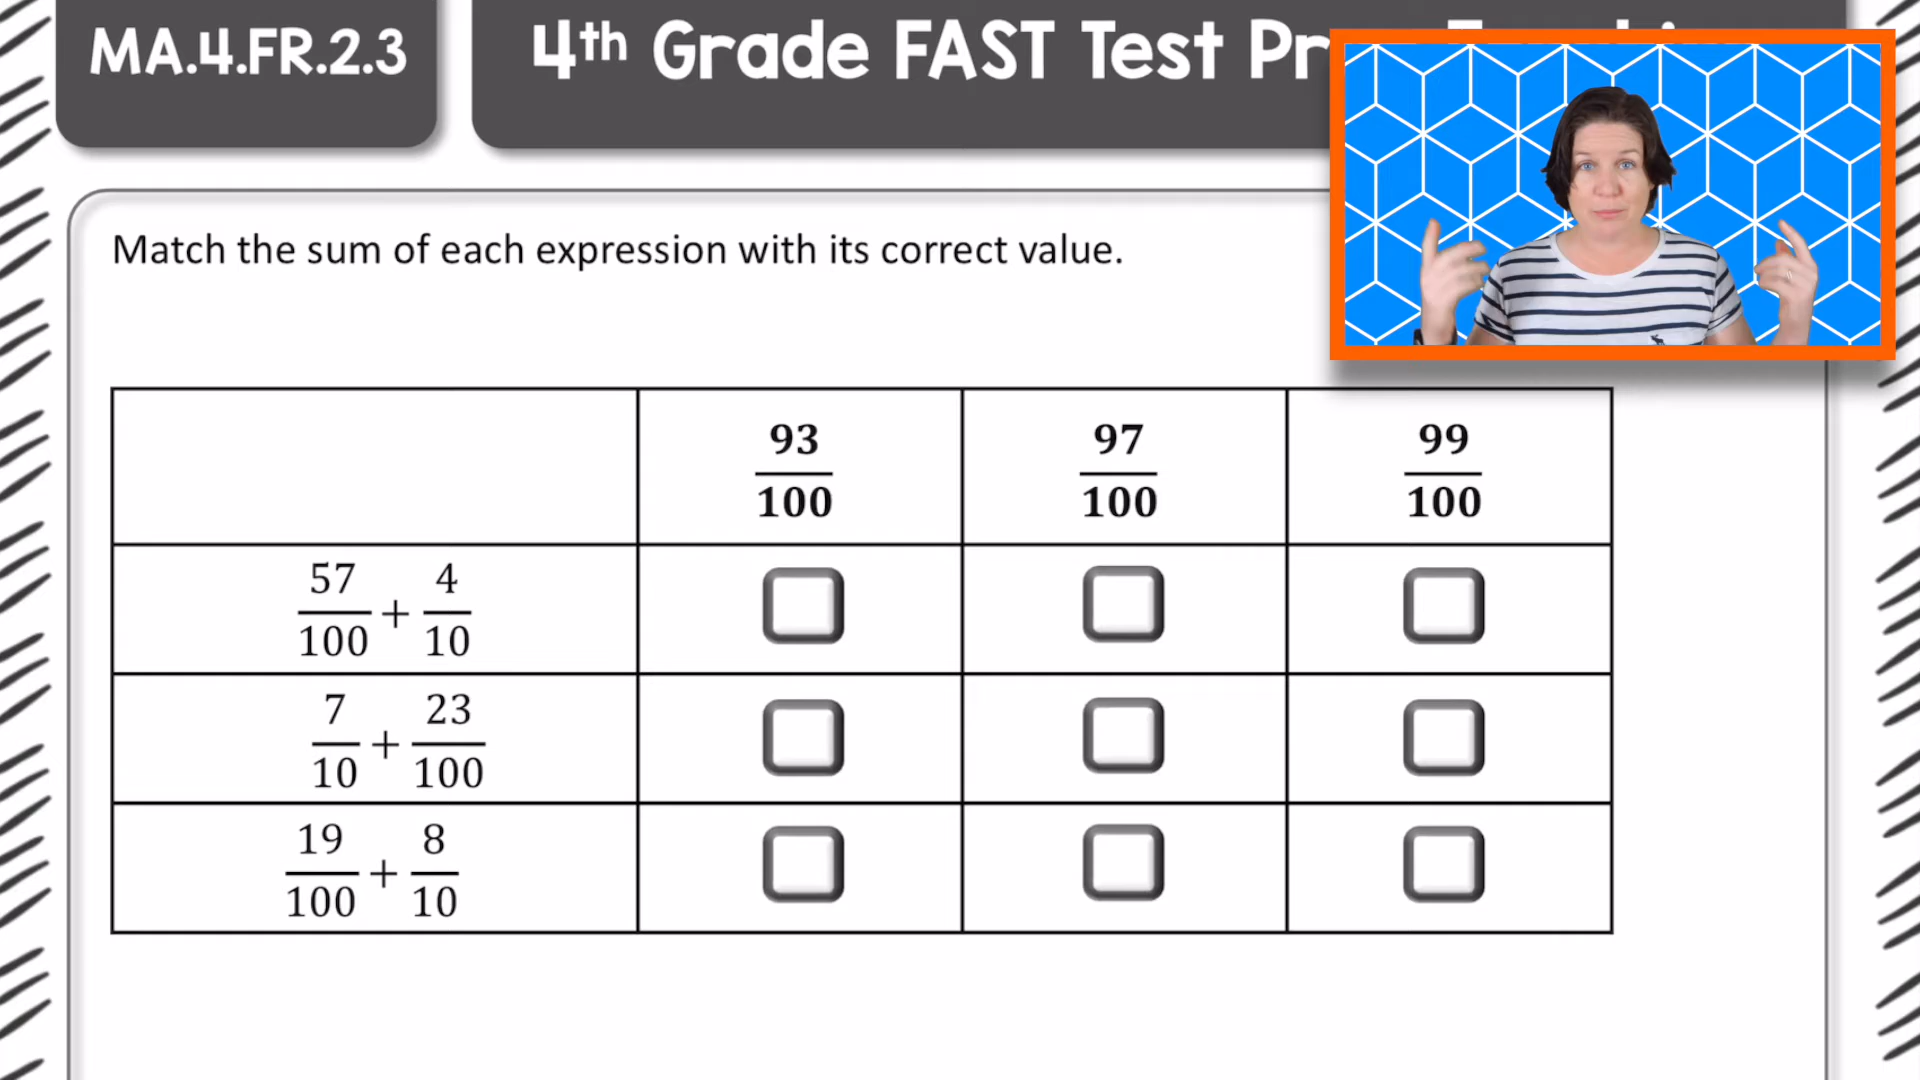 MA.4.FR.2.3
4th Grade FAST Test
Match the sum of each expression with its correct value.
93/100 97/100 99/100
57/100 + 4/10
7/10 + 23/100
19/100 + 8/10